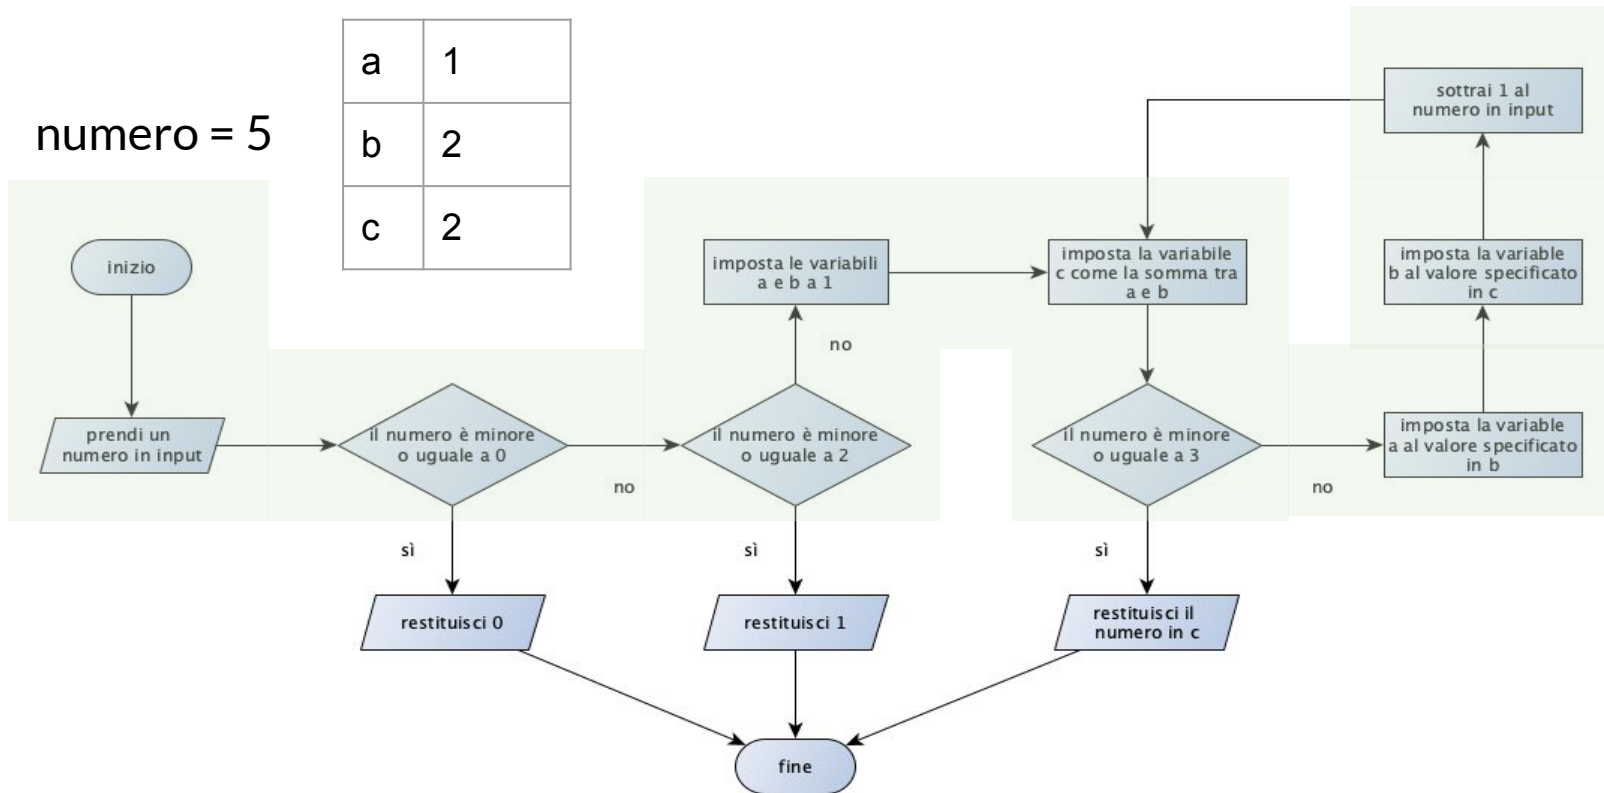 numero = 5
a 1
b 2
c 2
inizio
prendi un
numero in input
il numero è minore
o uguale a 0
no
sì
restituisci 0
il numero è minore
o uguale a 2
no
sì
restituisci 1
imposta le variabili
a e b a 1
imposta la variabile
c come la somma tra
a e b
il numero è minore
o uguale a 3
no
sì
restituisci il
numero in c
imposta la variable
a al valore specificato
in b
imposta la variable
b al valore specificato
in c
sottrai 1 al
numero in input
fine